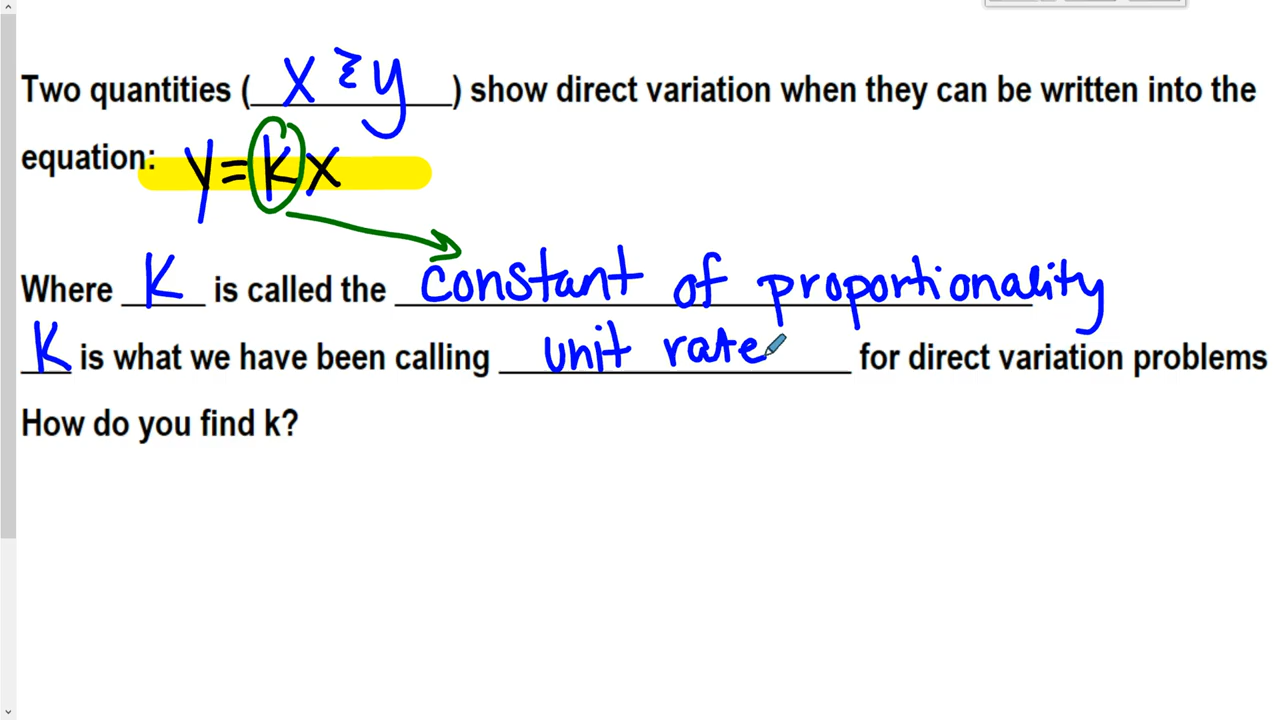 Two quantities ( x & y ) show direct variation when they can be written into the
equation: y = kx
Where K is called the constant of proportionality
K is what we have been calling unit rate for direct variation problems
How do you find k?